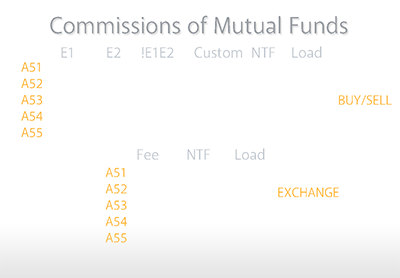 Commissions of Mutual Funds
E1 E2 !E1E2 Custom NTF Load
A51
A52
A53 BUY/SELL
A54
A55
Fee NTF Load
A51
A52 EXCHANGE
A53
A54
A55